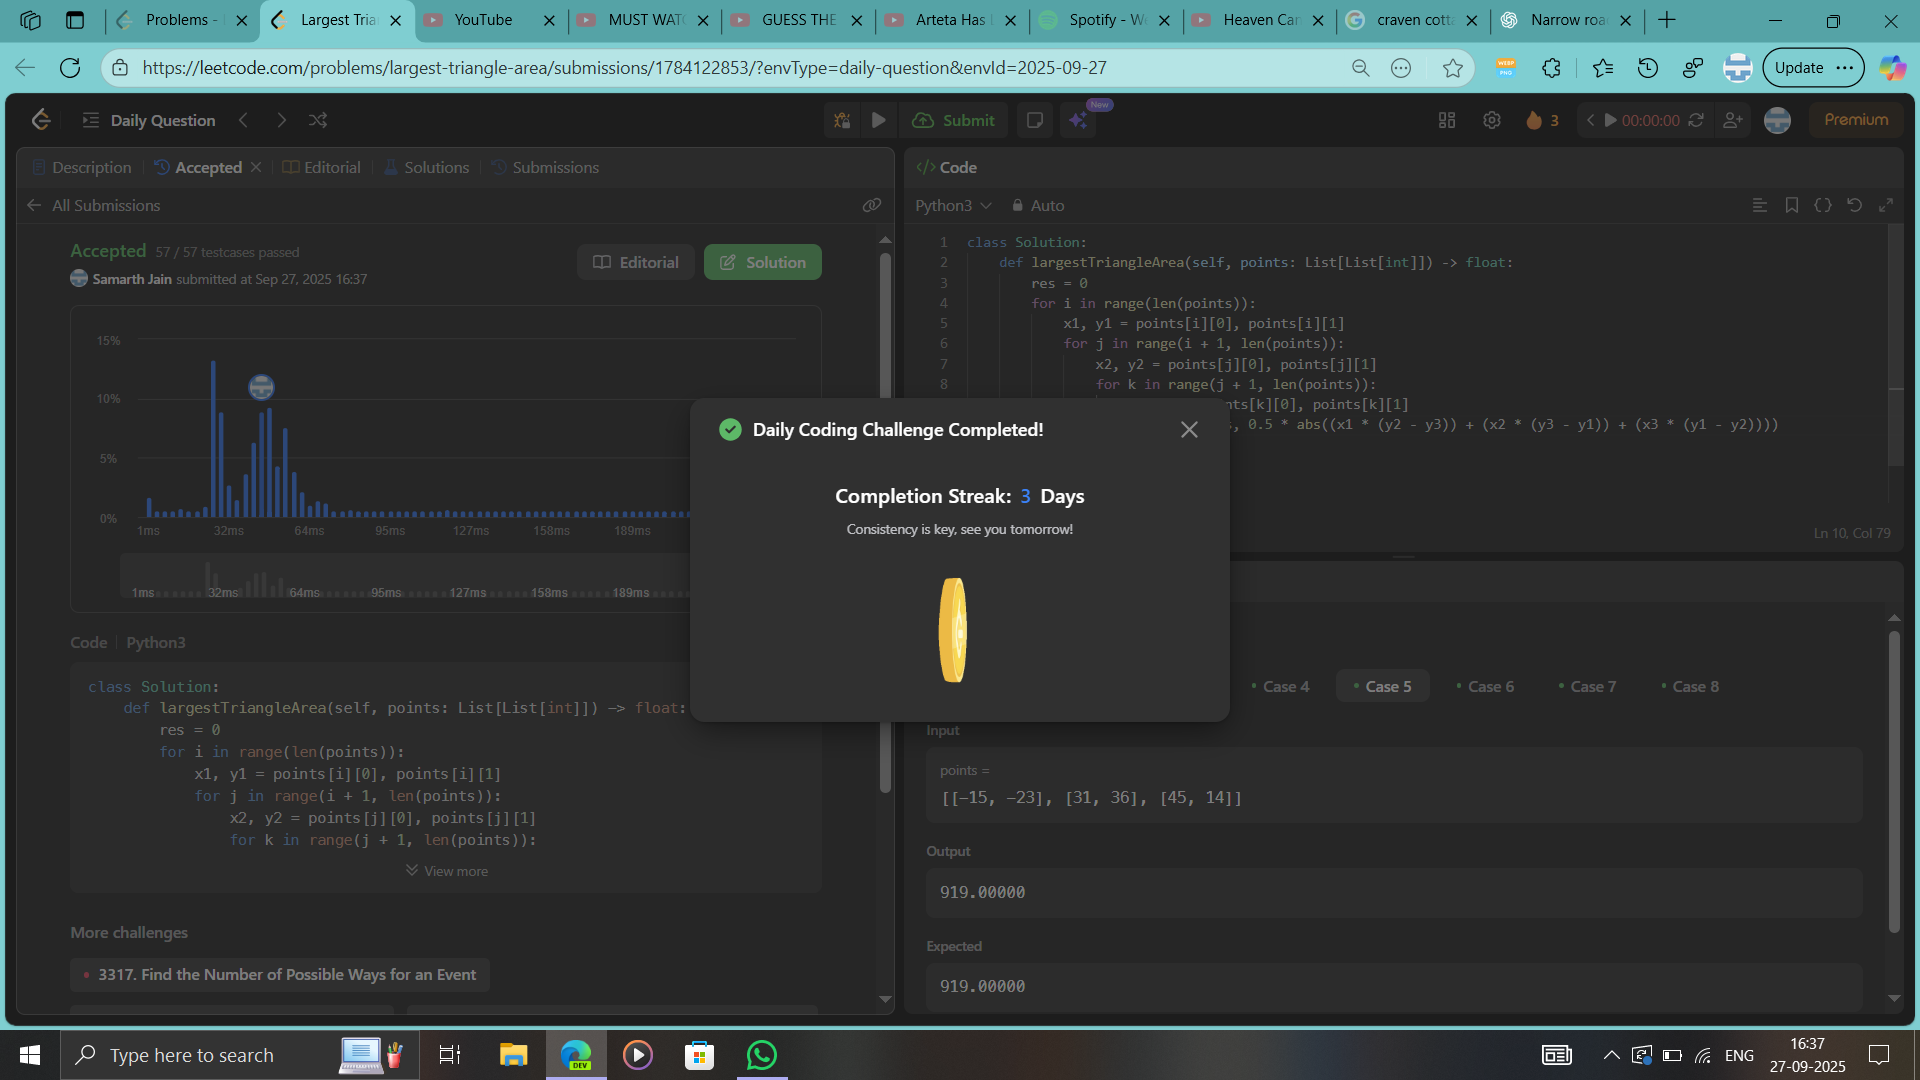 Problems -
Largest Tria
YouTube
MUST WAT
GUESS THE
Arteta Has
Spotify - We
Heaven Car
craven cotta
Narrow roa
https://leetcode.com/problems/largest-triangle-area/submissions/1784122853/?envType=daily-question&envId=2025-09-27
Update
Daily Question
Submit
New
3
00:00:00
Premium
Description
Accepted
Editorial
Solutions
Submissions
</> Code
All Submissions
Python3
Auto
Accepted 57 / 57 testcases passed
Samarth Jain submitted at Sep 27, 2025 16:37
Editorial
Solution
15%
10%
5%
0%
1ms 32ms 64ms 95ms 127ms 158ms 189ms
1ms 32ms 64ms 95ms 127ms 158ms 189ms
Code | Python3
class Solution:
def largestTriangleArea(self, points: List[List[int]]) -> float:
res = 0
for i in range(len(points)):
x1, y1 = points[i][0], points[i][1]
for j in range(i + 1, len(points)):
x2, y2 = points[j][0], points[j][1]
for k in range(j + 1, len(points)):
View more
More challenges
3317. Find the Number of Possible Ways for an Event
1 class Solution:
2 def largestTriangleArea(self, points: List[List[int]]) -> float:
3 res = 0
4 for i in range(len(points)):
5 x1, y1 = points[i][0], points[i][1]
6 for j in range(i + 1, len(points)):
7 x2, y2 = points[j][0], points[j][1]
8 for k in range(j + 1, len(points)):
nts[k][0], points[k][1]
, 0.5 * abs((x1 * (y2 - y3)) + (x2 * (y3 - y1)) + (x3 * (y1 - y2))))
Ln 10, Col 79
Daily Coding Challenge Completed!
Completion Streak: 3 Days
Consistency is key, see you tomorrow!
Case 4
Case 5
Case 6
Case 7
Case 8
Input
points =
[[-15, -23], [31, 36], [45, 14]]
Output
919.00000
Expected
919.00000
Type here to search
DEV
ENG
16:37
27-09-2025